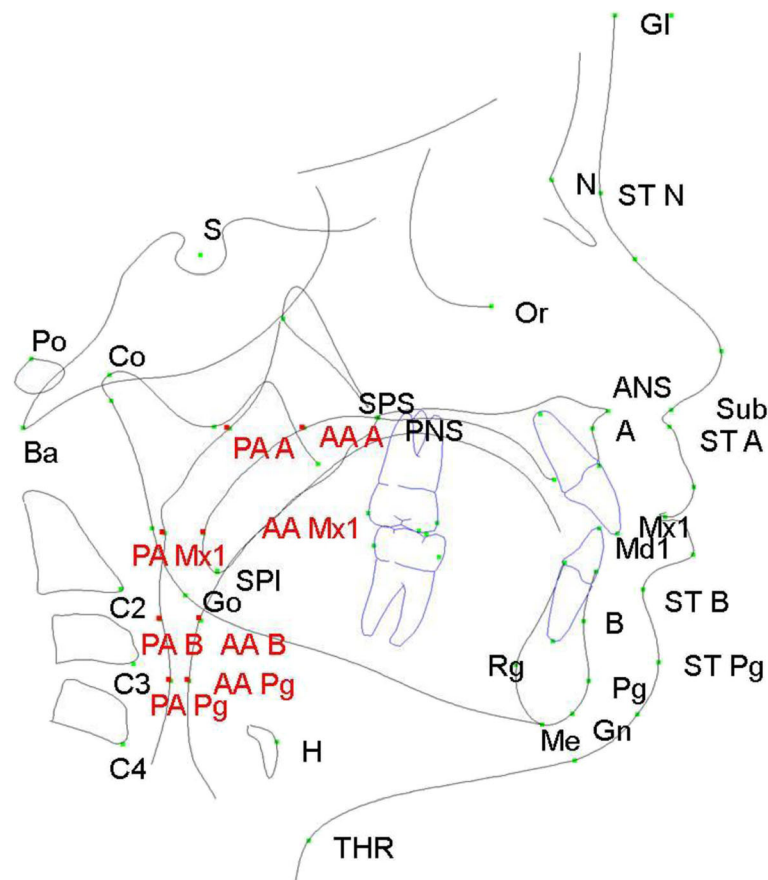 Gl
N
ST N
S
Or
Po
Co
ANS
SPS
Sub
A
PNS
ST A
PA A
AA A
Ba
AA Mx1
Mx1
PA Mx1
Md1
SPI
C2
Go
ST B
B
PA B
AA B
Rg
ST Pg
C3
AA Pg
Pg
PA Pg
Gn
Me
H
C4
THR